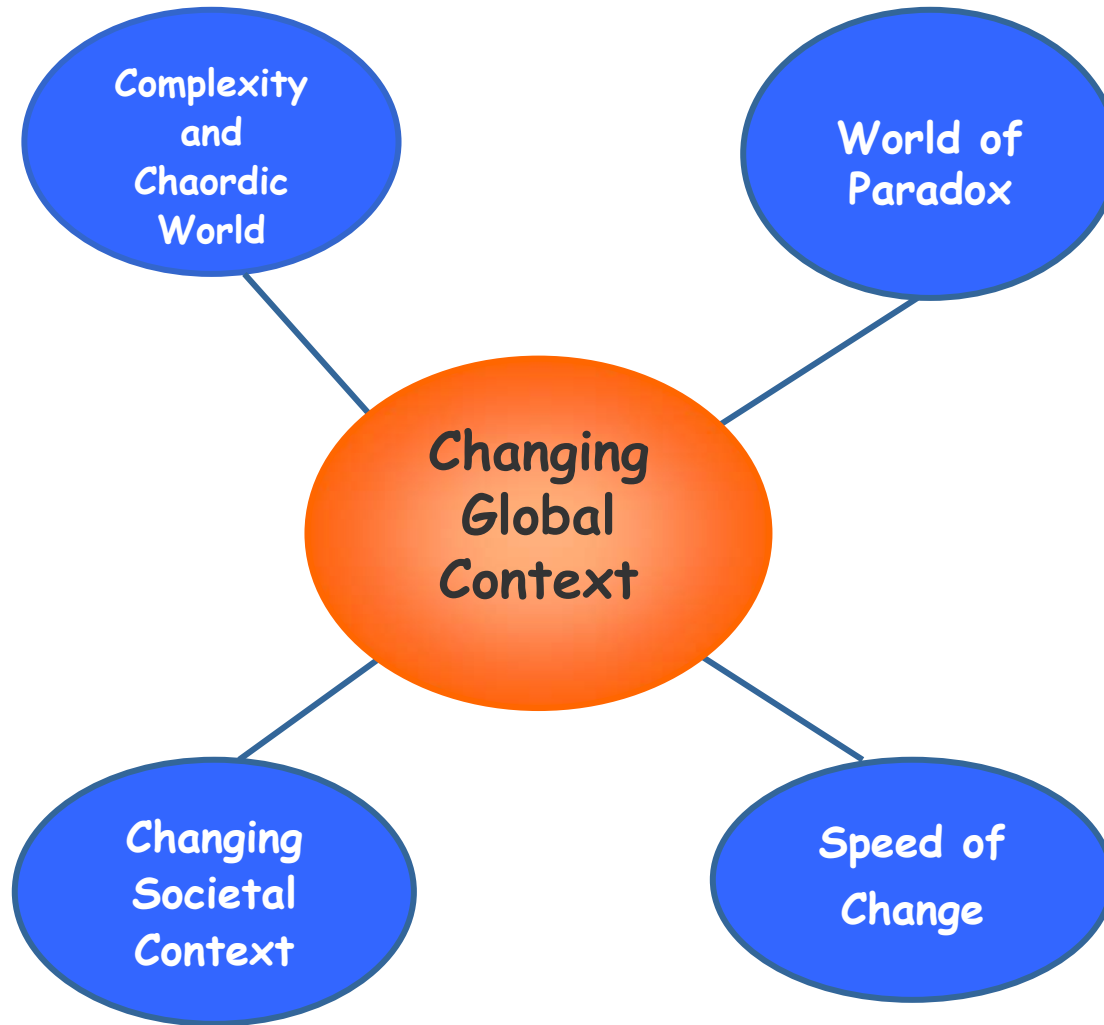 Complexity
and
Chaordic
World
World of
Paradox
Changing
Global
Context
Changing
Societal
Context
Speed of
Change